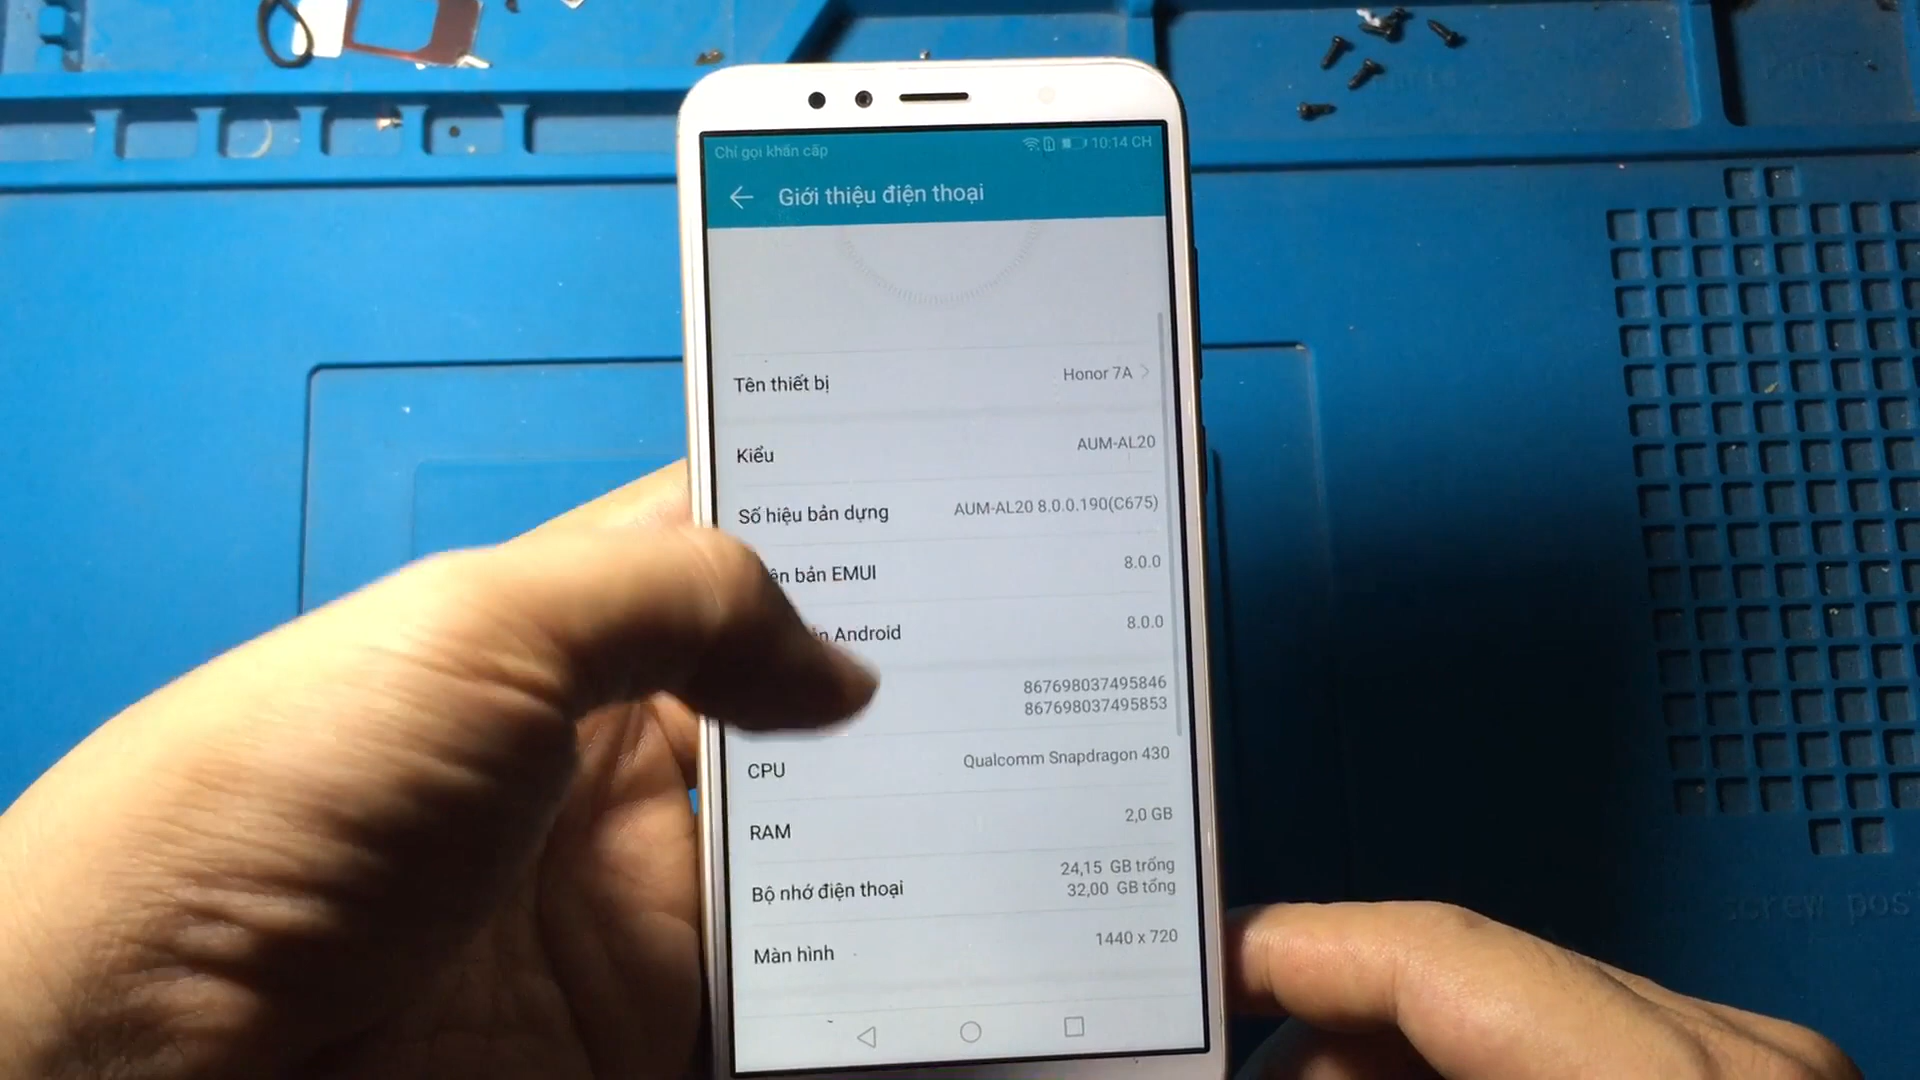 Chỉ gọi khẩn cấp 10:14 CH
Giới thiệu điện thoại
Tên thiết bị Honor 7A
Kiểu AUM-AL20
Số hiệu bản dựng AUM-AL20 8.0.0.190(C675)
bản EMUI 8.0.0
Android 8.0.0
867698037495846
867698037495853
CPU Qualcomm Snapdragon 430
RAM 2,0 GB
Bộ nhớ điện thoại 24,15 GB trống
32,00 GB tổng
Màn hình 1440 x 720